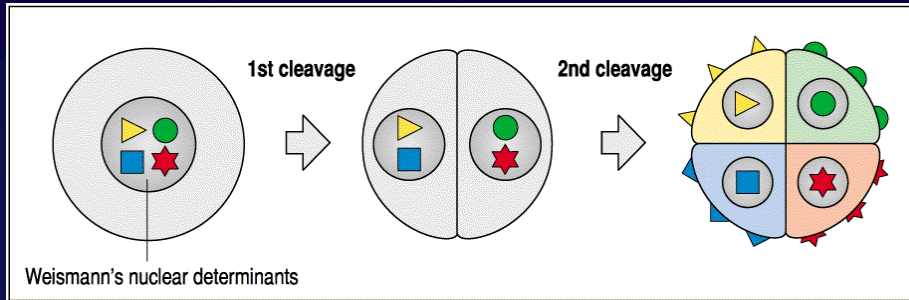 1st cleavage
2nd cleavage
Weismann's nuclear determinants